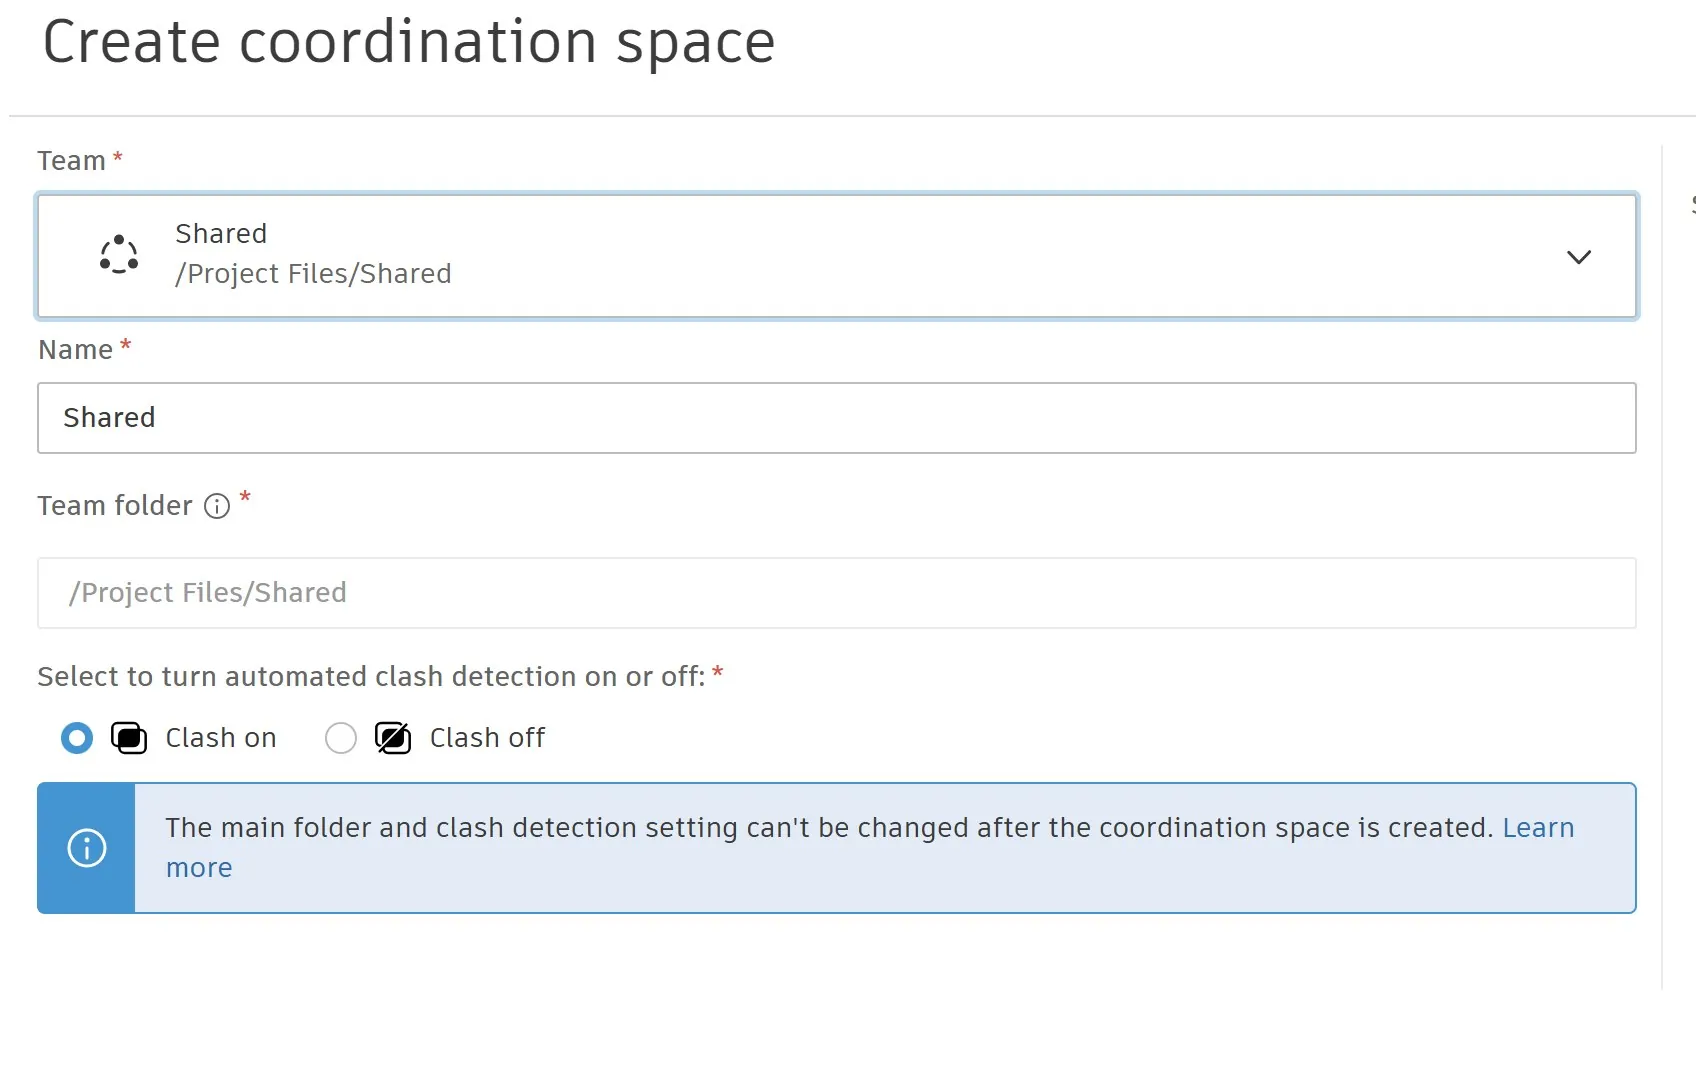 Create coordination space
Team *
Shared
/Project Files/Shared
Name *
Shared
Team folder *
/Project Files/Shared
Select to turn automated clash detection on or off: *
Clash on Clash off
The main folder and clash detection setting can't be changed after the coordination space is created. Learn
more